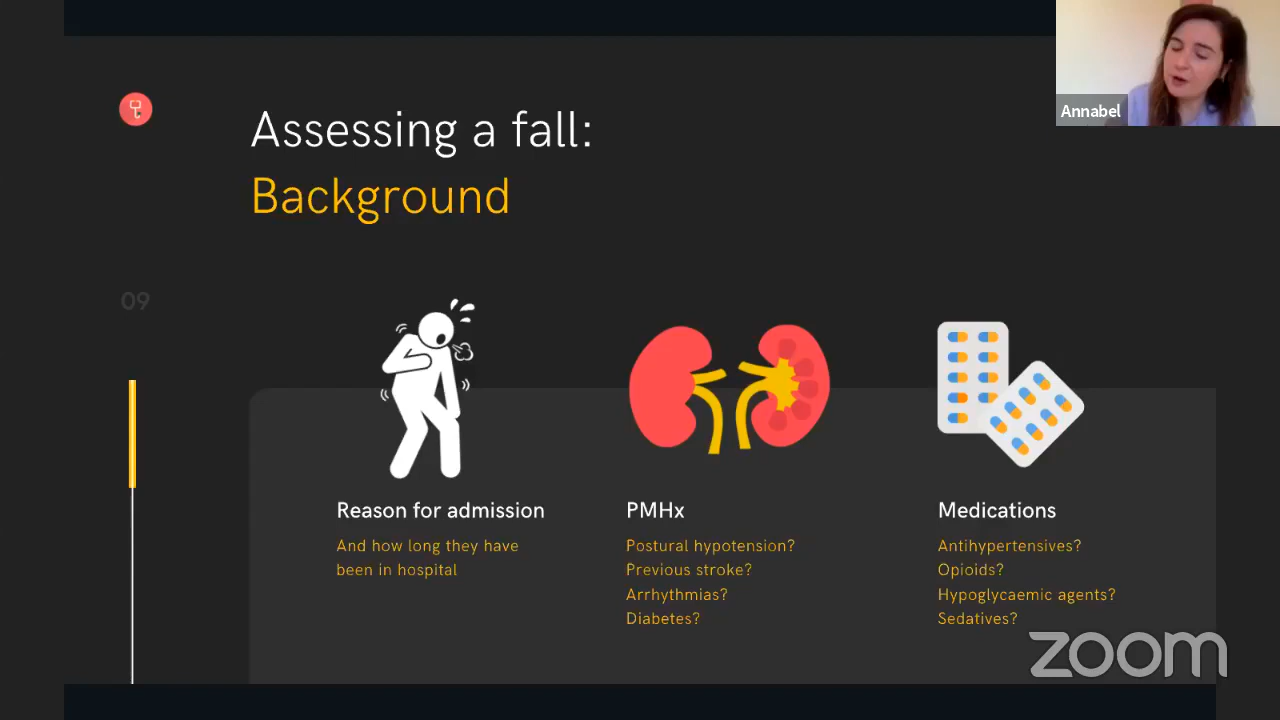 Annabel
Assessing a fall:
Background
09
Reason for admission
And how long they have
been in hospital
PMHx
Postural hypotension?
Previous stroke?
Arrhythmias?
Diabetes?
Medications
Antihypertensives?
Opioids?
Hypoglycaemic agents?
Sedatives?
zoom